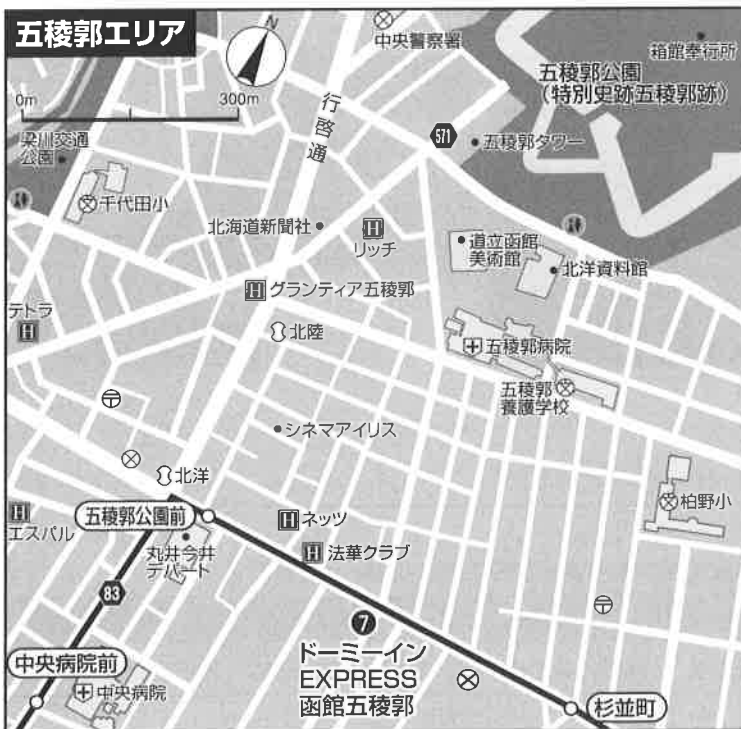 五稜郭エリア
N
0m
300m
中央警察署
箱館奉行所
五稜郭公園
(特別史跡五稜郭跡)
行啓通
571
五稜郭タワー
梁川交通
公園
千代田小
北海道新聞社
H
リッチ
道立函館
美術館
北洋資料館
H グランティア五稜郭
テトラ
H
北陸
五稜郭病院
五稜郭
養護学校
シネマアイリス
北洋
柏野小
H
エスパル
五稜郭公園前
H ネッツ
丸井今井
デパート
H 法華クラブ
83
7
ドーミーイン
EXPRESS
函館五稜郭
中央病院前
中央病院
杉並町